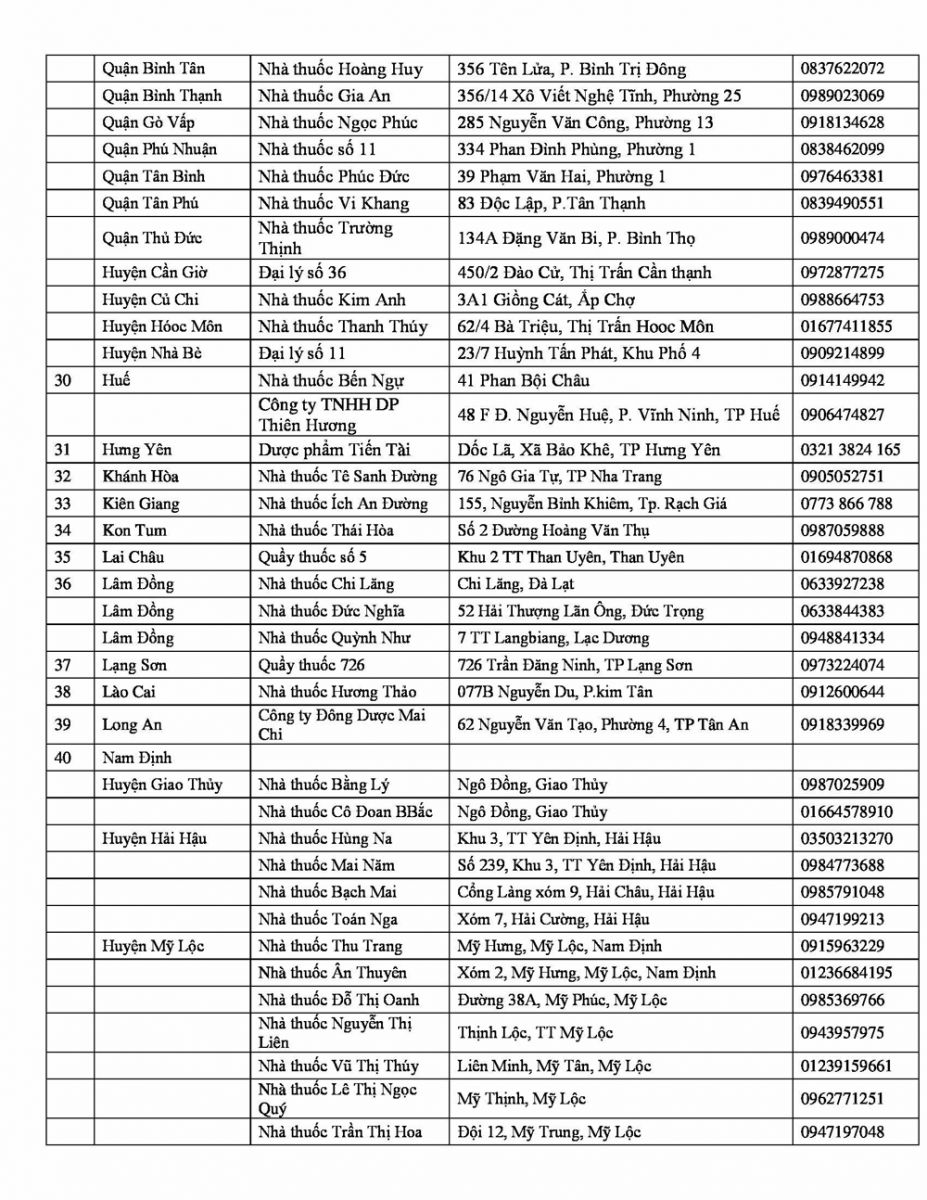 Quận Bình Tân Nhà thuốc Hoàng Huy 356 Tên Lửa, P. Bình Trị Đông 0837622072
Quận Bình Thạnh Nhà thuốc Gia An 356/14 Xô Viết Nghệ Tĩnh, Phường 25 0989023069
Quận Gò Vấp Nhà thuốc Ngọc Phúc 285 Nguyễn Văn Công, Phường 13 0918134628
Quận Phú Nhuận Nhà thuốc số 11 334 Phan Đình Phùng, Phường 1 0838462099
Quận Tân Bình Nhà thuốc Phúc Đức 39 Phạm Văn Hai, Phường 1 0976463381
Quận Tân Phú Nhà thuốc Vi Khang 83 Độc Lập, P.Tân Thạnh 0839490551
Quận Thủ Đức Nhà thuốc Trường Thịnh 134A Đặng Văn Bi, P. Bình Thọ 0989000474
Huyện Cần Giờ Đại lý số 36 450/2 Đào Cử, Thị Trấn Cần thạnh 0972877275
Huyện Củ Chi Nhà thuốc Kim Anh 3A1 Giồng Cát, Ấp Chợ 0988664753
Huyện Hóoc Môn Nhà thuốc Thanh Thúy 62/4 Bà Triệu, Thị Trấn Hooc Môn 01677411855
Huyện Nhà Bè Đại lý số 11 23/7 Huỳnh Tấn Phát, Khu Phố 4 0909214899
30 Huế Nhà thuốc Bến Ngự 41 Phan Bội Châu 0914149942
Công ty TNHH DP Thiên Hương 48 F Đ. Nguyễn Huệ, P. Vĩnh Ninh, TP Huế 0906474827
31 Hưng Yên Dược phẩm Tiến Tài Dốc Lã, Xã Bảo Khê, TP Hưng Yên 0321 3824 165
32 Khánh Hòa Nhà thuốc Tê Sanh Đường 76 Ngô Gia Tự, TP Nha Trang 0905052751
33 Kiên Giang Nhà thuốc Ích An Đường 155, Nguyễn Bỉnh Khiêm, Tp. Rạch Giá 0773 866 788
34 Kon Tum Nhà thuốc Thái Hòa Số 2 Đường Hoàng Văn Thụ 0987059888
35 Lai Châu Quầy thuốc số 5 Khu 2 TT Than Uyên, Than Uyên 01694870868
36 Lâm Đồng Nhà thuốc Chi Lăng Chi Lăng, Đà Lạt 0633927238
Lâm Đồng Nhà thuốc Đức Nghĩa 52 Hải Thượng Lãn Ông, Đức Trọng 0633844383
Lâm Đồng Nhà thuốc Quỳnh Như 7 TT Langbiang, Lạc Dương 0948841334
37 Lạng Sơn Quầy thuốc 726 726 Trần Đăng Ninh, TP Lạng Sơn 0973224074
38 Lào Cai Nhà thuốc Hương Thảo 077B Nguyễn Du, P.kim Tân 0912600644
39 Long An Công ty Đông Dược Mai Chi 62 Nguyễn Văn Tạo, Phường 4, TP Tân An 0918339969
40 Nam Định
Huyện Giao Thủy Nhà thuốc Bằng Lý Ngô Đồng, Giao Thủy 0987025909
Nhà thuốc Cô Đoan BBắc Ngô Đồng, Giao Thủy 01664578910
Huyện Hải Hậu Nhà thuốc Hùng Na Khu 3, TT Yên Định, Hải Hậu 03503213270
Nhà thuốc Mai Năm Số 239, Khu 3, TT Yên Định, Hải Hậu 0984773688
Nhà thuốc Bạch Mai Cổng Làng xóm 9, Hải Châu, Hải Hậu 0985791048
Nhà thuốc Toán Nga Xóm 7, Hải Cường, Hải Hậu 0947199213
Huyện Mỹ Lộc Nhà thuốc Thu Trang Mỹ Hưng, Mỹ Lộc, Nam Định 0915963229
Nhà thuốc Ân Thuyên Xóm 2, Mỹ Hưng, Mỹ Lộc, Nam Định 01236684195
Nhà thuốc Đỗ Thị Oanh Đường 38A, Mỹ Phúc, Mỹ Lộc 0985369766
Nhà thuốc Nguyễn Thị Liên Thịnh Lộc, TT Mỹ Lộc 0943957975
Nhà thuốc Vũ Thị Thúy Liên Minh, Mỹ Tân, Mỹ Lộc 01239159661
Nhà thuốc Lê Thị Ngọc Quý Mỹ Thịnh, Mỹ Lộc 0962771251
Nhà thuốc Trần Thị Hoa Đội 12, Mỹ Trung, Mỹ Lộc 0947197048